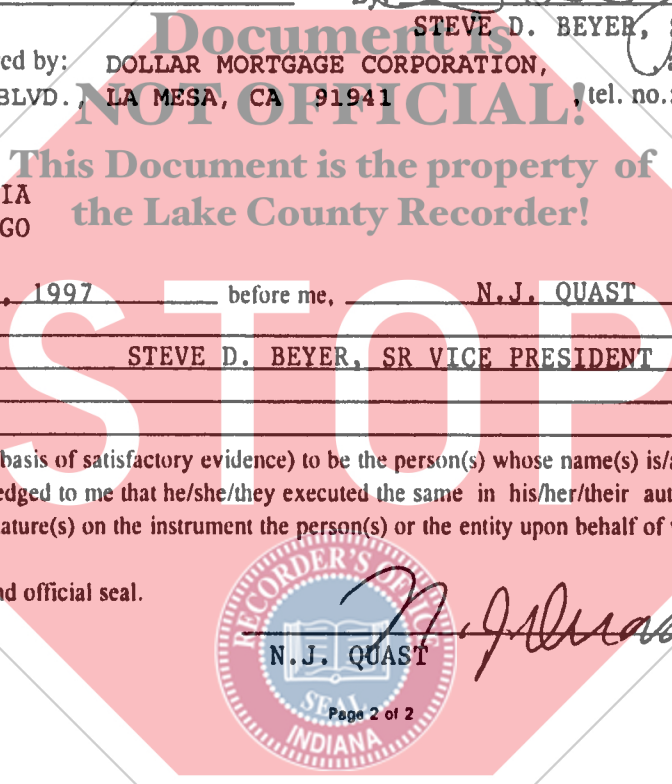 Document is
STEVE D. BEYER,
ed by: DOLLAR MORTGAGE CORPORATION,
BLVD., LA MESA, CA 91941 , tel. no.:
NOT OFFICIAL!
This Document is the property of
IA
the Lake County Recorder!
GO
, 1997 before me, N.J. QUAST
STOP
STEVE D. BEYER, SR VICE PRESIDENT
basis of satisfactory evidence) to be the person(s) whose name(s) is/
edged to me that he/she/they executed the same in his/her/their aut
ature(s) on the instrument the person(s) or the entity upon behalf of
nd official seal.
RECORDER'S OFFICE
N. J. Quas
N.J. QUAST
SEAL
Page 2 of 2
INDIANA